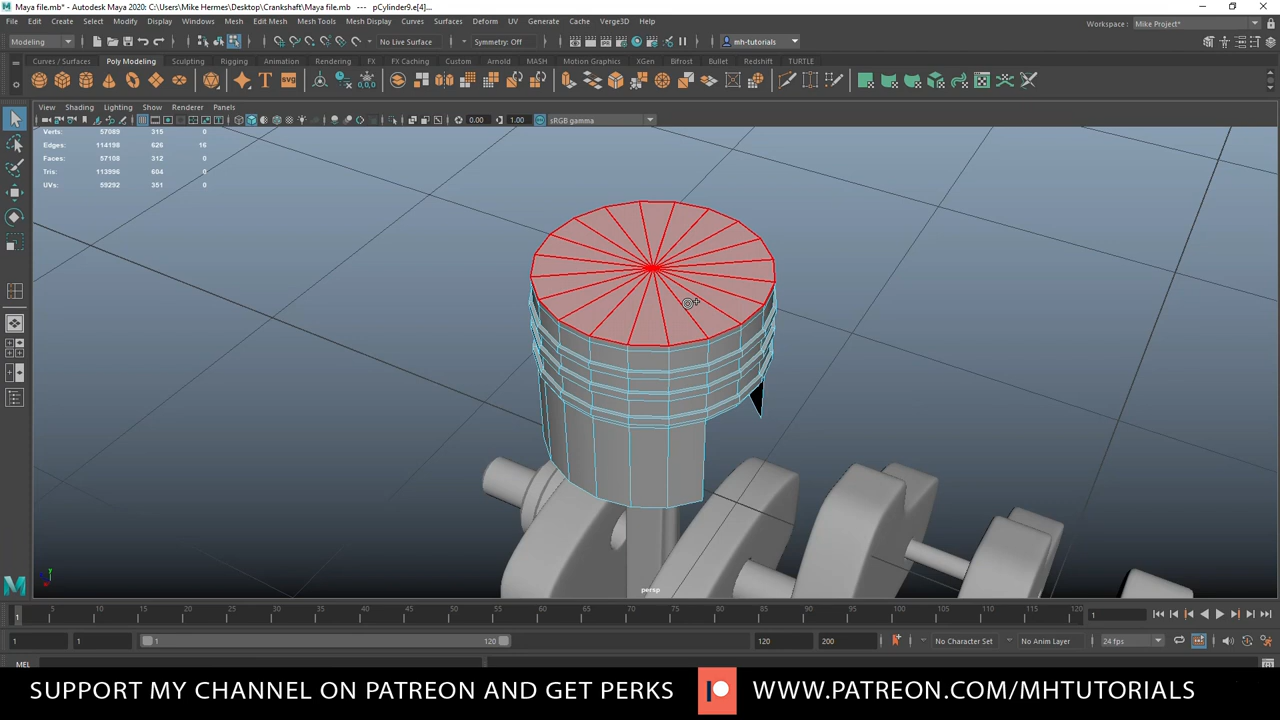 Maya file.mb* - Autodesk Maya 2020: C:\Users\Mike Hermes\Desktop\Crankshaft\Maya file.mb --- pCylinder9.e[4]...
File Edit Create Select Modify Display Windows Mesh Edit Mesh Mesh Tools Mesh Display Curves Surfaces Deform UV Generate Cache Verge3D Help Workspace: Mike Project*
Modeling No Live Surface Symmetry: Off mh-tutorials
Curves / Surfaces Poly Modeling Sculpting Rigging Animation Rendering FX FX Caching Custom Arnold MASH Motion Graphics XGen Bifrost Bullet Redshift TURTLE
View Shading Lighting Show Renderer Panels
0.00 1.00 sRGB gamma
Verts: 57089 315 0
Edges: 114198 626 16
Faces: 57108 312 0
Tris: 113996 604 0
UVs: 59292 351 0
persp
1 5 10 15 20 25 30 35 40 45 50 55 60 65 70 75 80 85 90 95 100 105 110 115 120 1
1 1 1 120 120 200 No Character Set No Anim Layer 24 fps
MEL
SUPPORT MY CHANNEL ON PATREON AND GET PERKS WWW.PATREON.COM/MHTUTORIALS